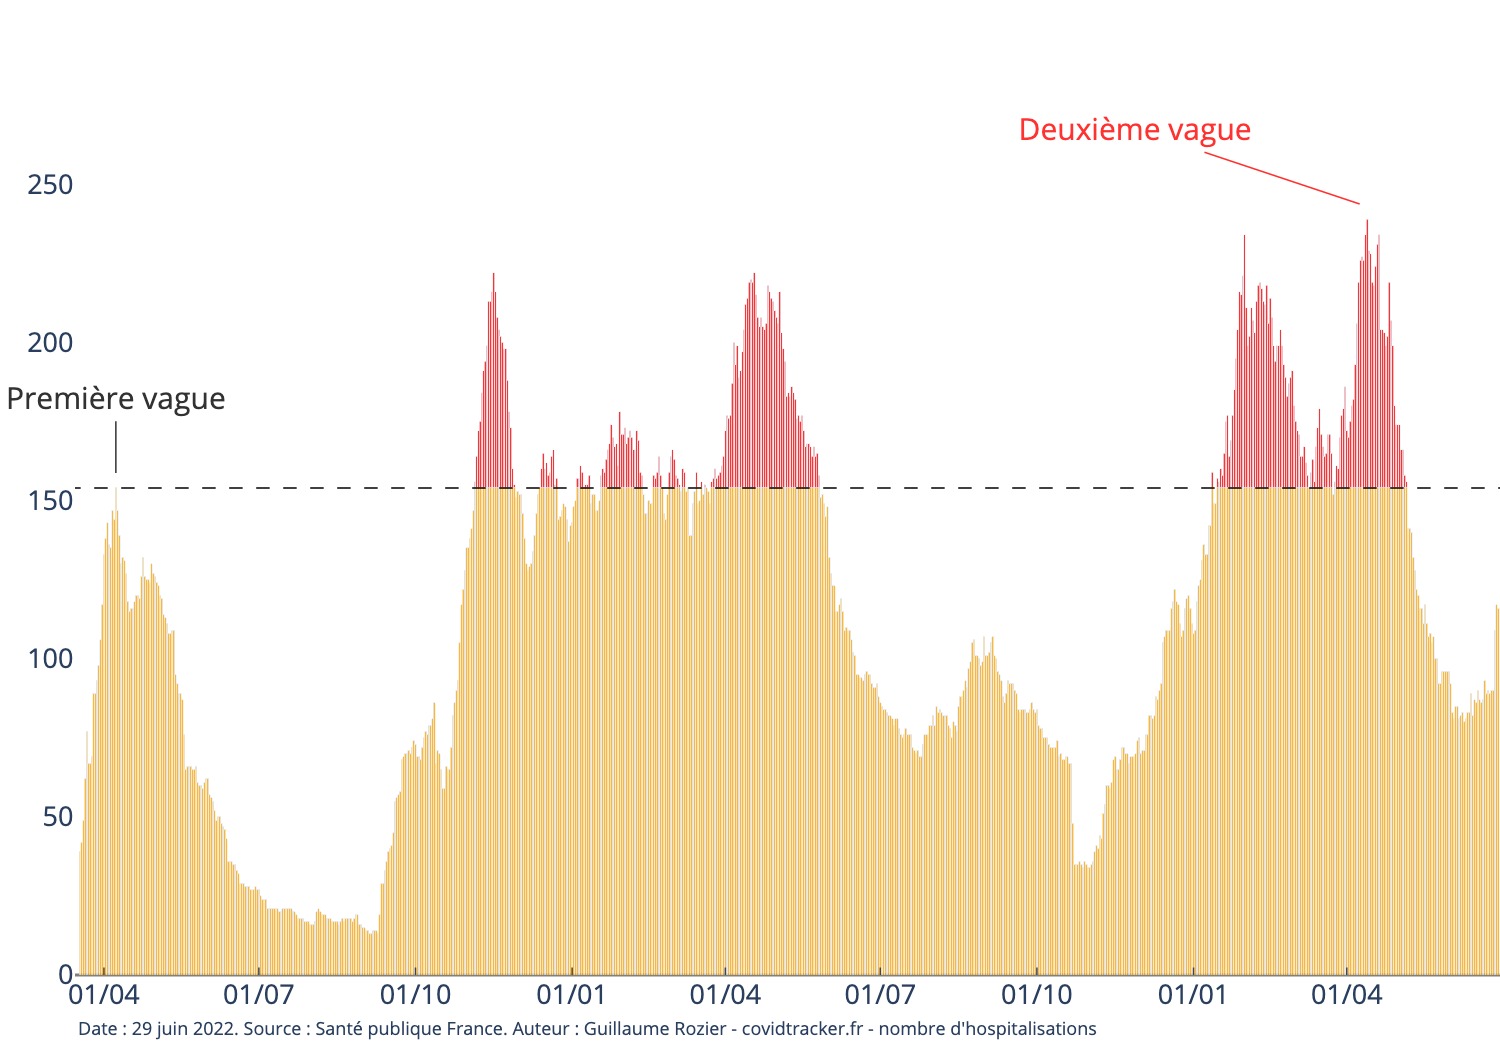 Deuxième vague
250
200
Première vague
150
100
50
0
01/04 01/07 01/10 01/01 01/04 01/07 01/10 01/01 01/04
Date : 29 juin 2022. Source : Santé publique France. Auteur : Guillaume Rozier - covidtracker.fr - nombre d'hospitalisations